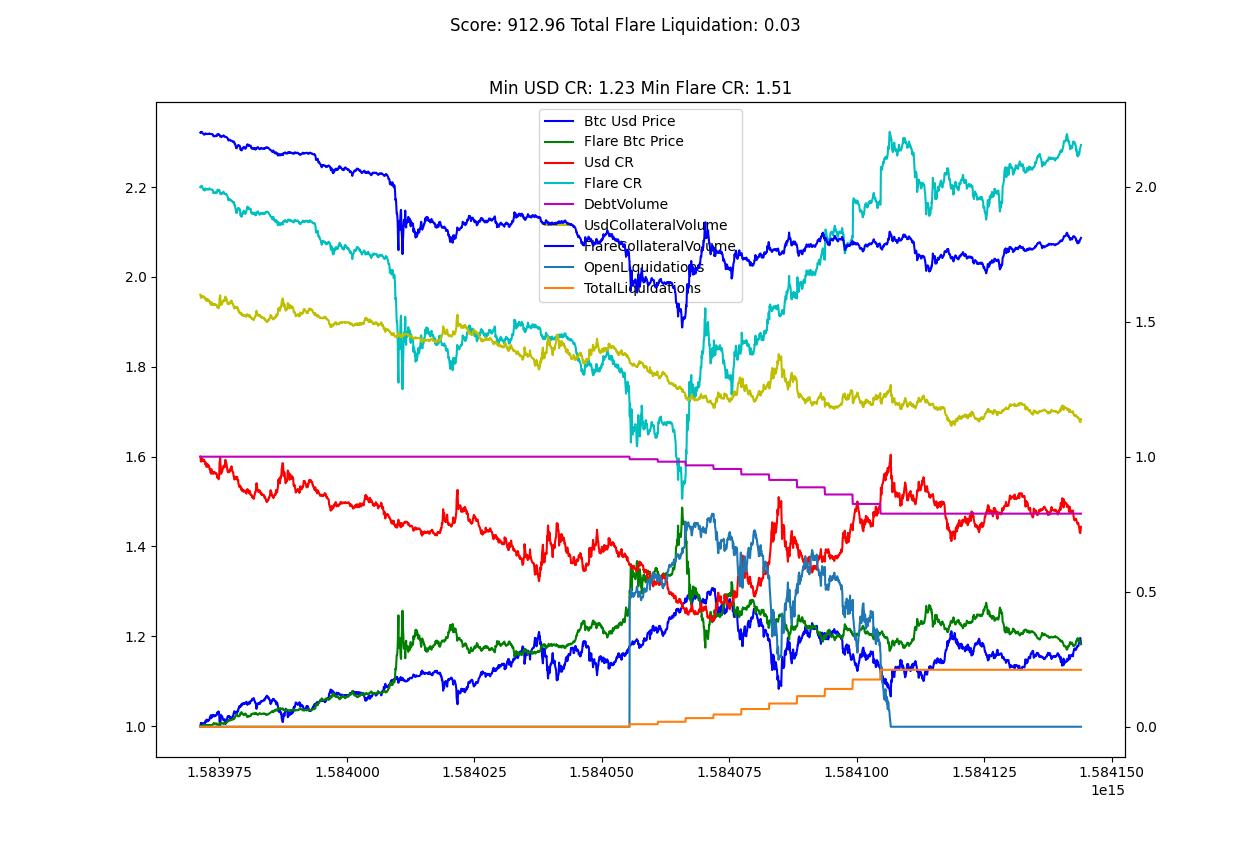 Score: 912.96 Total Flare Liquidation: 0.03
Min USD CR: 1.23 Min Flare CR: 1.51
Btc Usd Price
Flare Btc Price
Usd CR
Flare CR
DebtVolume
UsdCollateralVolume
FlareCollateralVolume
OpenLiquidations
TotalLiquidations
2.2
2.0
1.8
1.6
1.4
1.2
1.0
2.0
1.5
1.0
0.5
0.0
1.583975 1.584000 1.584025 1.584050 1.584075 1.584100 1.584125 1.584150
1e15